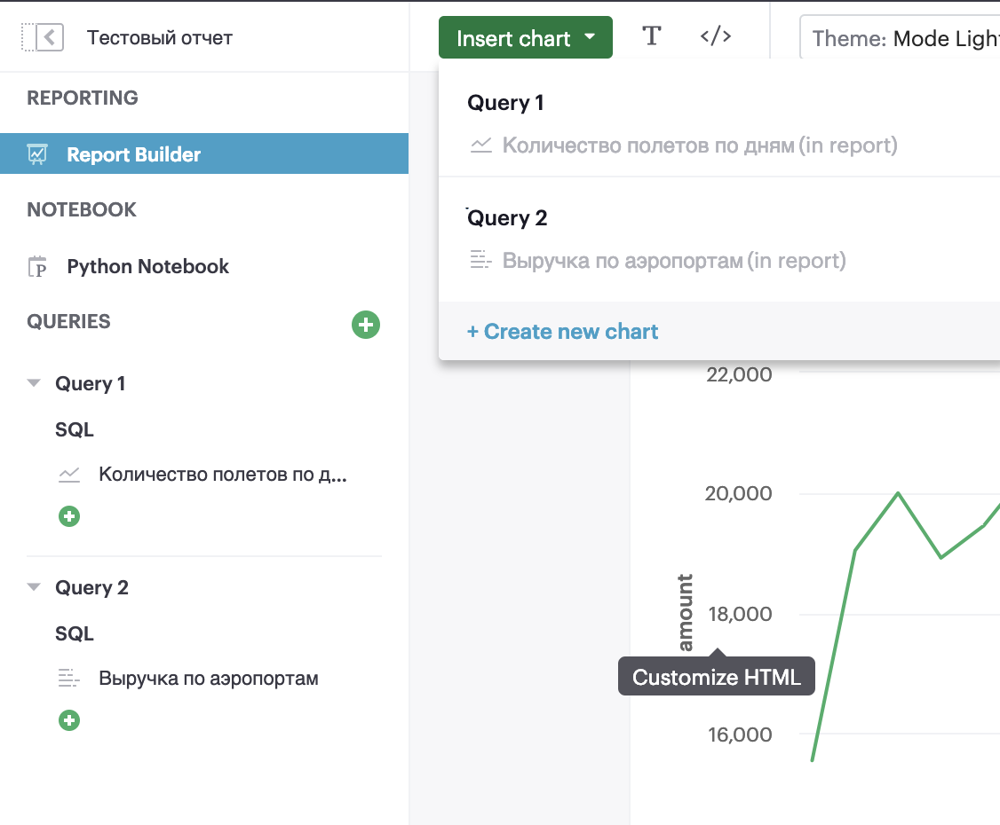 Тестовый отчет
Insert chart
T
</>
Theme: Mode Light
REPORTING
Report Builder
NOTEBOOK
Python Notebook
QUERIES
Query 1
SQL
Количество полетов по д...
Query 2
SQL
Выручка по аэропортам
Query 1
Количество полетов по дням (in report)
Query 2
Выручка по аэропортам (in report)
+ Create new chart
22,000
20,000
18,000
16,000
amount
Customize HTML